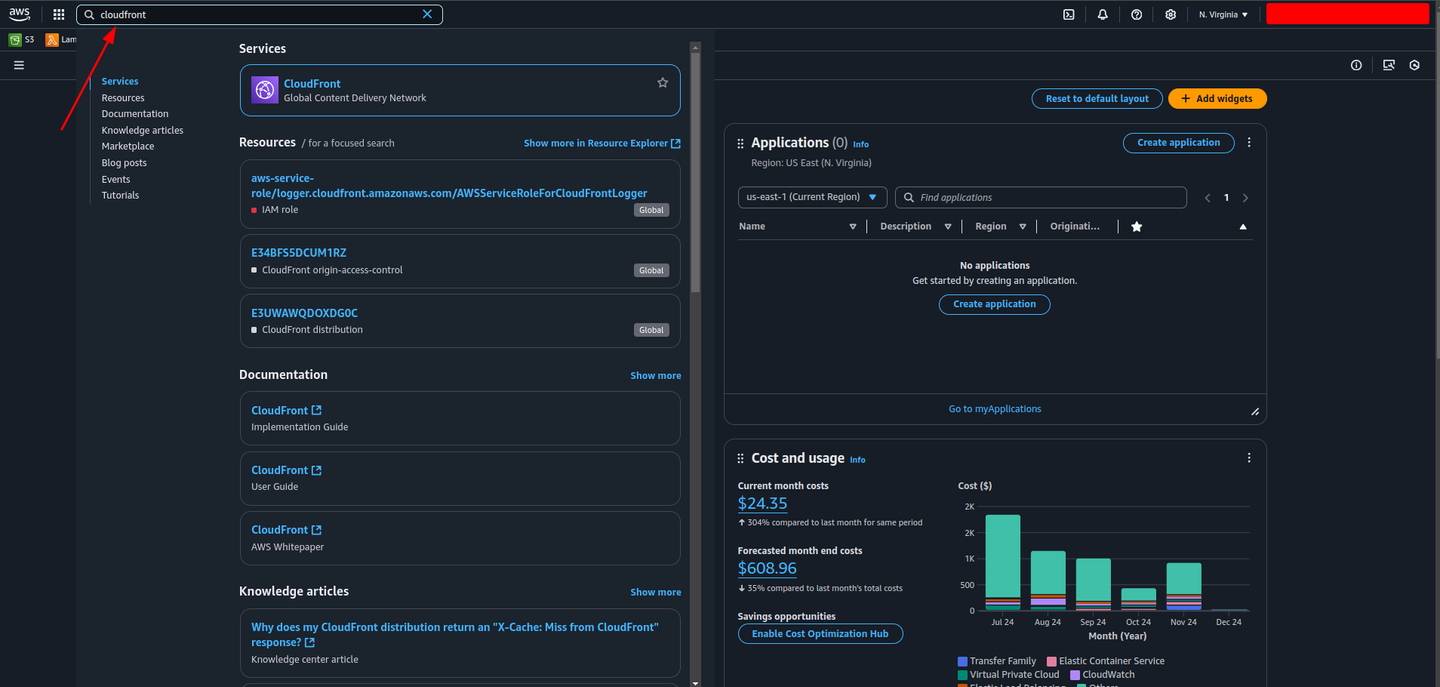 aws
cloudfront
N. Virginia
S3
Lam
Services
Resources
Documentation
Knowledge articles
Marketplace
Blog posts
Events
Tutorials
Services
CloudFront
Global Content Delivery Network
Resources / for a focused search
Show more in Resource Explorer
aws-service-
role/logger.cloudfront.amazonaws.com/AWSServiceRoleForCloudFrontLogger
IAM role
Global
E34BFS5DCUM1RZ
CloudFront origin-access-control
Global
E3UWAWQDOXDG0C
CloudFront distribution
Global
Documentation
Show more
CloudFront
Implementation Guide
CloudFront
User Guide
CloudFront
AWS Whitepaper
Knowledge articles
Show more
Why does my CloudFront distribution return an "X-Cache: Miss from CloudFront"
response?
Knowledge center article
Reset to default layout
+ Add widgets
Applications (0) Info
Region: US East (N. Virginia)
Create application
us-east-1 (Current Region)
Find applications
1
Name
Description
Region
Originati...
No applications
Get started by creating an application.
Create application
Go to myApplications
Cost and usage Info
Current month costs
$24.35
↑ 304% compared to last month for same period
Forecasted month end costs
$608.96
↓ 35% compared to last month's total costs
Savings opportunities
Enable Cost Optimization Hub
Cost ($)
2K
2K
1K
500
0
Jul 24
Aug 24
Sep 24
Oct 24
Nov 24
Dec 24
Month (Year)
Transfer Family
Elastic Container Service
Virtual Private Cloud
CloudWatch
Elastic Load Balancing
Others